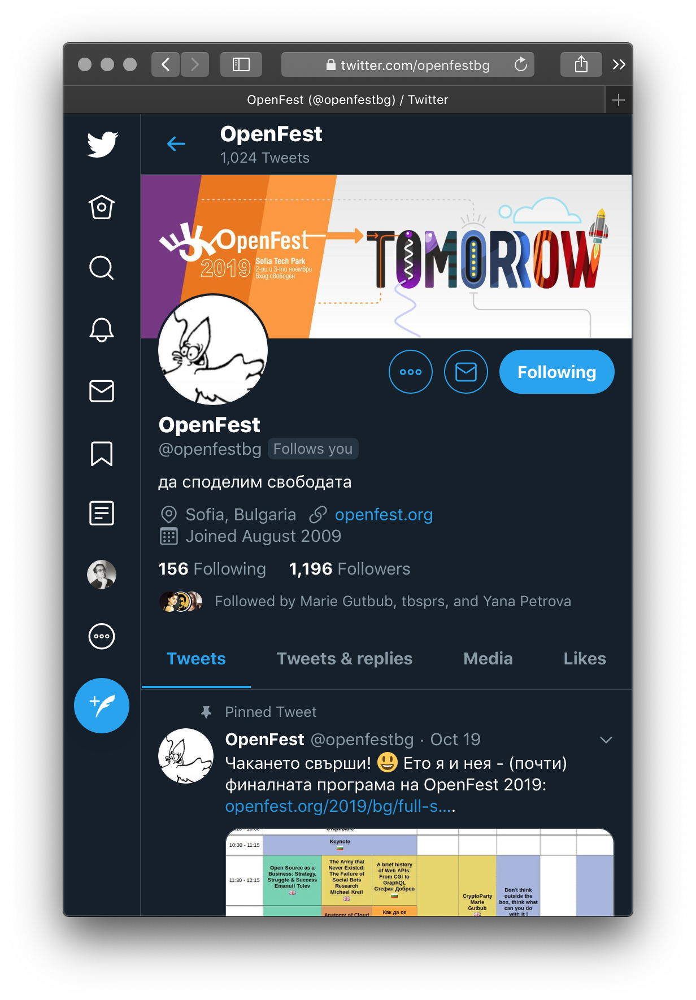 twitter.com/openfestbg
OpenFest (@openfestbg) / Twitter
OpenFest
1,024 Tweets
OpenFest
2019
Sofia Tech Park
2-ри и 3-ти ноември
Вход свободен
TOMORROW
Following
OpenFest
@openfestbg Follows you
да споделим свободата
Sofia, Bulgaria openfest.org
Joined August 2009
156 Following 1,196 Followers
Followed by Marie Gutbub, tbsprs, and Yana Petrova
Tweets Tweets & replies Media Likes
Pinned Tweet
OpenFest @openfestbg · Oct 19
Чакането свърши! 😃 Ето я и нея - (почти)
финалната програма на OpenFest 2019:
openfest.org/2019/bg/full-s....
Откриване
10:30 - 11:15
Keynote
11:30 - 12:15
Open Source as a
Business: Strategy,
Struggle & Success
Emanuil Tolev
The Army that
Never Existed:
The Failure of
Social Bots
Research
Michael Kreil
A brief history
of Web APIs:
From CGI to
GraphQL
Стефан Добрев
CryptoParty
Marie
Gutbub
Don't think
outside the
box, think what
can you do
with it !
Anatomy of Cloud
Как да се